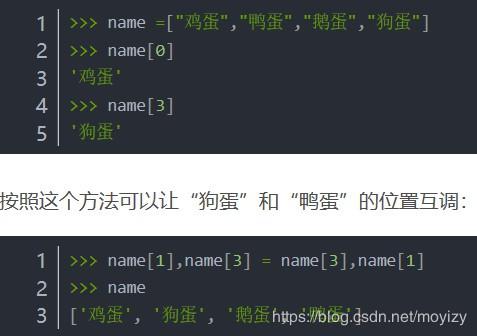 1 >>> name =["鸡蛋","鸭蛋","鹅蛋","狗蛋"]
2 >>> name[0]
3 '鸡蛋'
4 >>> name[3]
5 '狗蛋'
按照这个方法可以让“狗蛋”和“鸭蛋”的位置互调：
1 >>> name[1],name[3] = name[3],name[1]
2 >>> name
3 ['鸡蛋', '狗蛋', '鹅蛋', '鸭蛋']
https://blog.csdn.net/moyizy